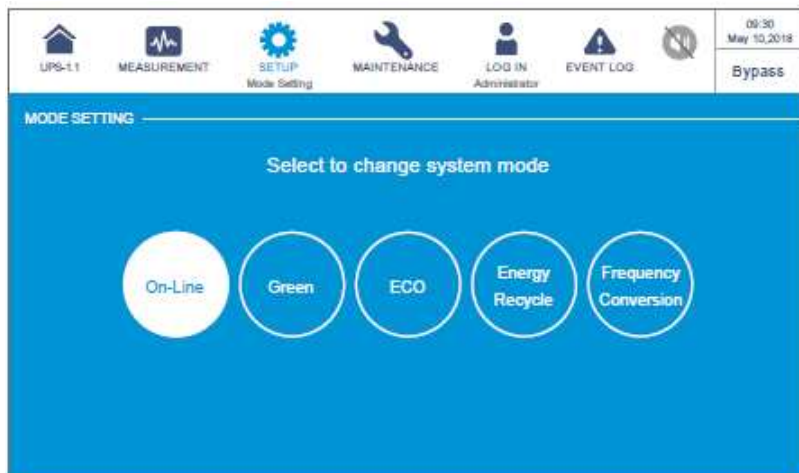 09:30
May 10,2018
UPS-1.1
MEASUREMENT
SETUP
Mode Setting
MAINTENANCE
LOG IN
Administrator
EVENT LOG
Bypass
MODE SETTING
Select to change system mode
On-Line
Green
ECO
Energy
Recycle
Frequency
Conversion